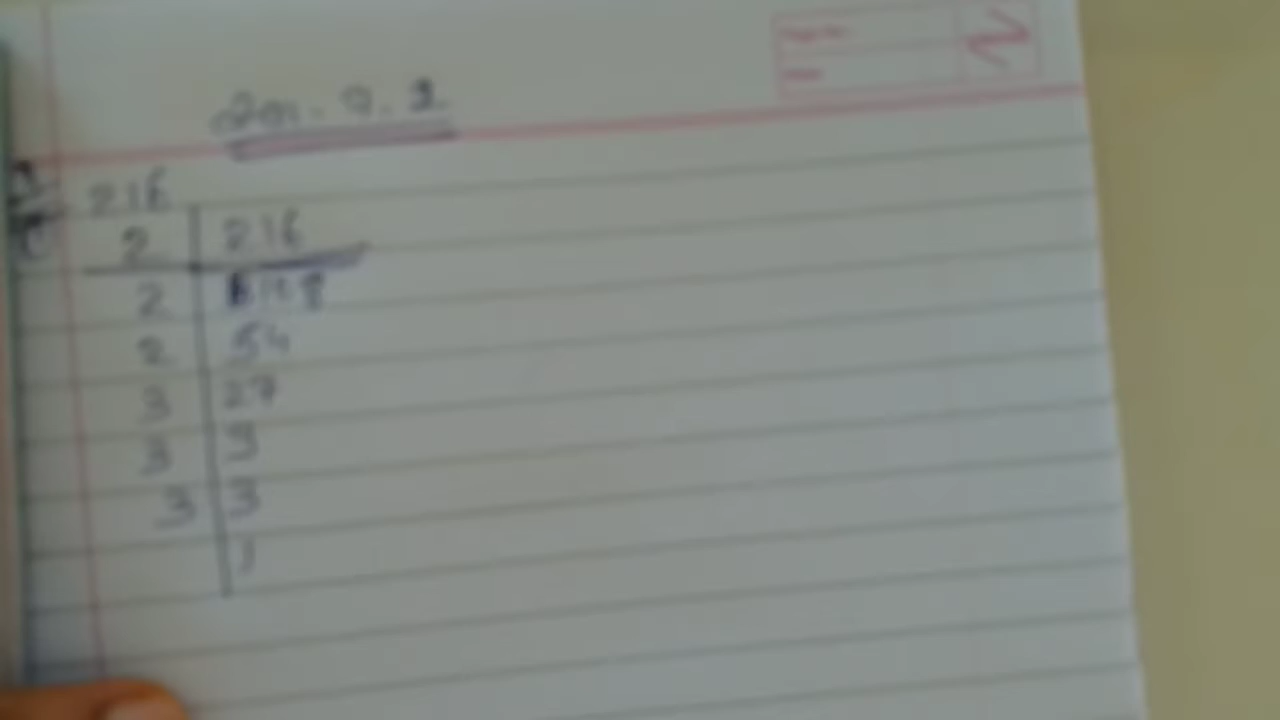 216
2 | 216
2 | 108
2 | 54
3 | 27
3 | 9
3 | 3
1